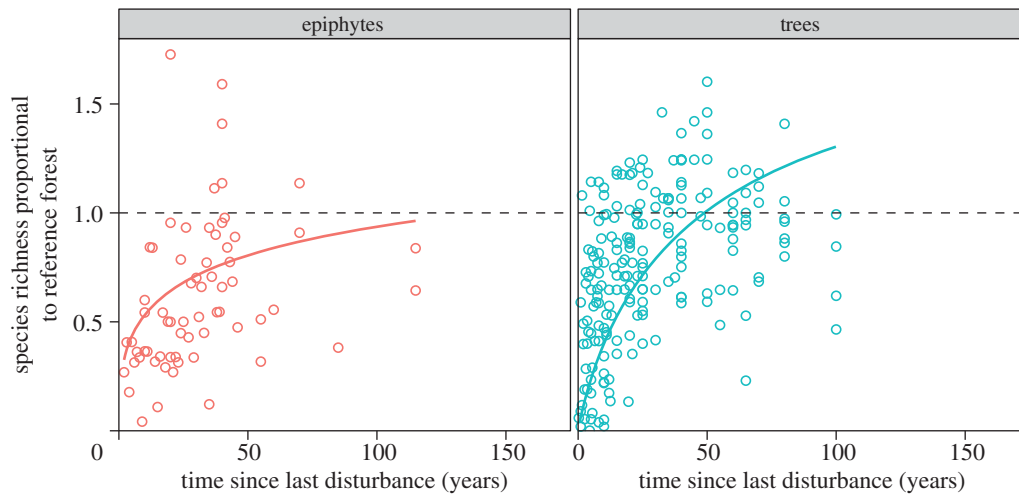 epiphytes
trees
species richness proportional
to reference forest
1.5
1.0
0.5
0
50
100
150
0
50
100
150
time since last disturbance (years)
time since last disturbance (years)